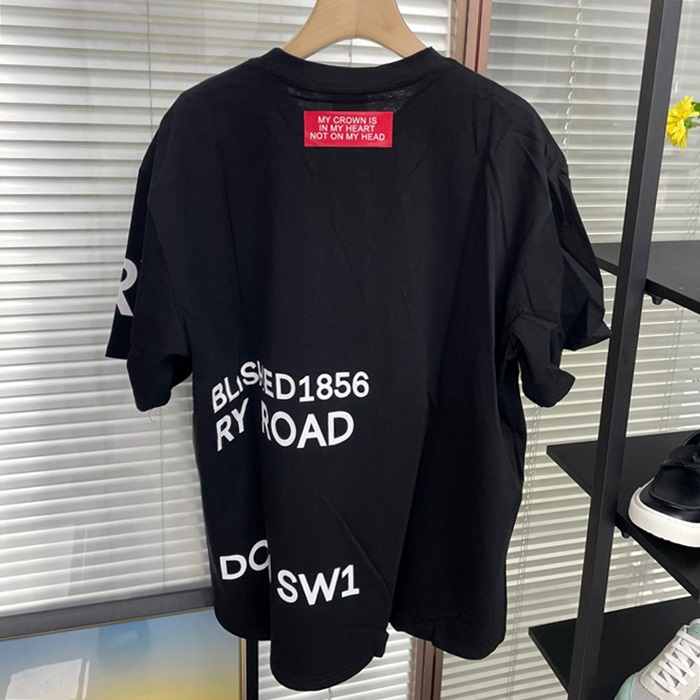 MY CROWN IS
IN MY HEART
NOT ON MY HEAD
R
BLISHED1856
RY ROAD
DO SW1